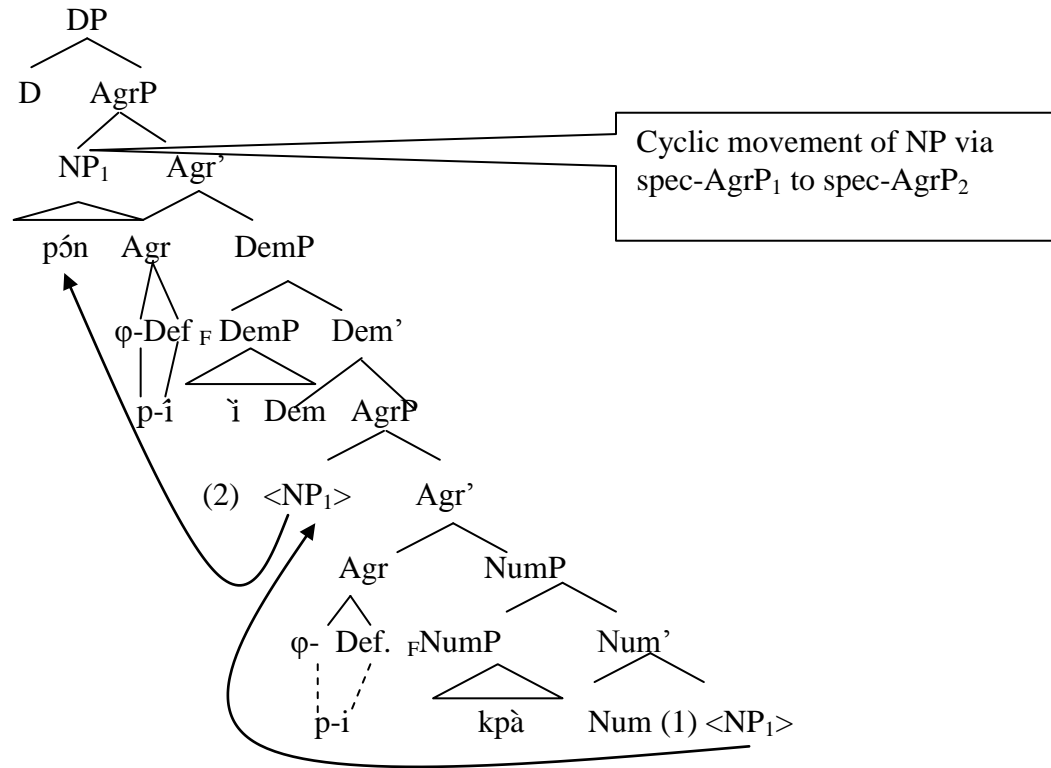 DP
D AgrP
Cyclic movement of NP via
spec-AgrP₁ to spec-AgrP₂
NP₁ Agr’
pɔ́n Agr DemP
φ-Def F DemP Dem’
p-í ̀i Dem AgrP
(2) <NP₁> Agr’
Agr NumP
φ- Def. FNumP Num’
p-i kpà Num (1) <NP₁>